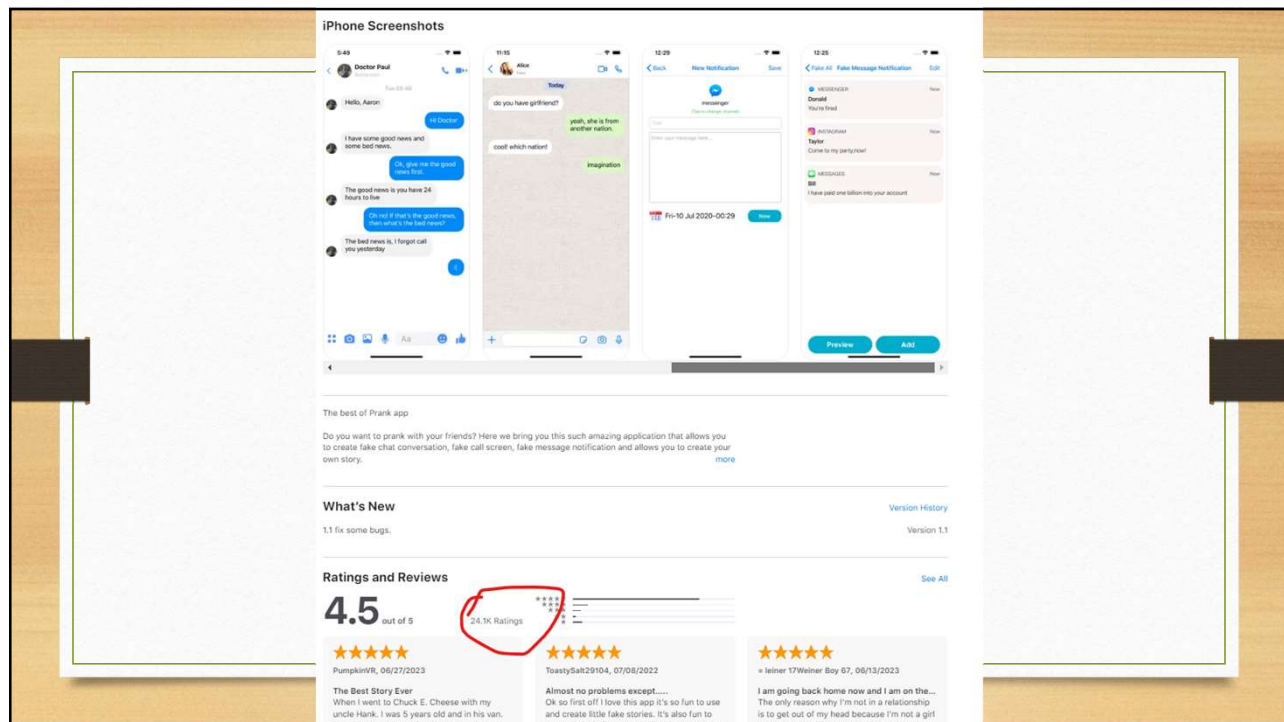 iPhone Screenshots
5:49
Doctor Paul
Tue 05:49
Hello, Aaron
Hi Doctor
I have some good news and
some bed news.
Ok, give me the good
news first.
The good news is you have 24
hours to live
Oh no! If that's the good news,
then what's the bed news?
The bed news is, I forgot call
you yesterday
Aa
11:15
Alice
Today
do you have girlfriend?
yeah, she is from
another nation.
cool! which nation!
imagination
12:29
Back
New Notification
Save
messenger
Title
Enter your message here...
Fri-10 Jul 2020-00:29
Now
12:25
Fake All
Fake Message Notification
Edit
MESSENGER
Now
Donald
You're fired
INSTAGRAM
Now
Taylor
Come to my party,now!
MESSAGES
Now
Bill
I have paid one billion into your account
Preview
Add
The best of Prank app
Do you want to prank with your friends? Here we bring you this such amazing application that allows you
to create fake chat conversation, fake call screen, fake message notification and allows you to create your
own story.
more
What's New
Version History
1.1 fix some bugs.
Version 1.1
Ratings and Reviews
See All
4.5 out of 5
24.1K Ratings
PumpkinVR, 06/27/2023
The Best Story Ever
When I went to Chuck E. Cheese with my
uncle Hank. I was 5 years old and in his van.
ToastySalt29104, 07/08/2022
Almost no problems except.....
Ok so first off I love this app it's so fun to use
and create little fake stories. It's also fun to
leiner 17Weiner Boy 67, 06/13/2023
I am going back home now and I am on the...
The only reason why I'm not in a relationship
is to get out of my head because I'm not a girl